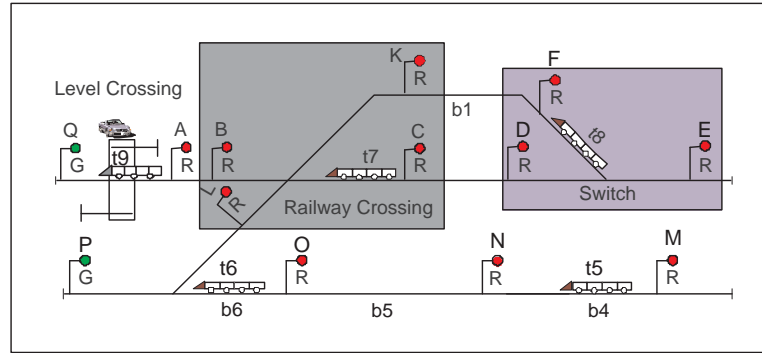 F
K
R
R
Level Crossing
b1
t8
Q
A
B
C
D
E
G
t9
R
R
t7
R
R
R
L
R
Railway Crossing
Switch
P
O
N
M
G
t6
R
R
t5
R
b6
b5
b4